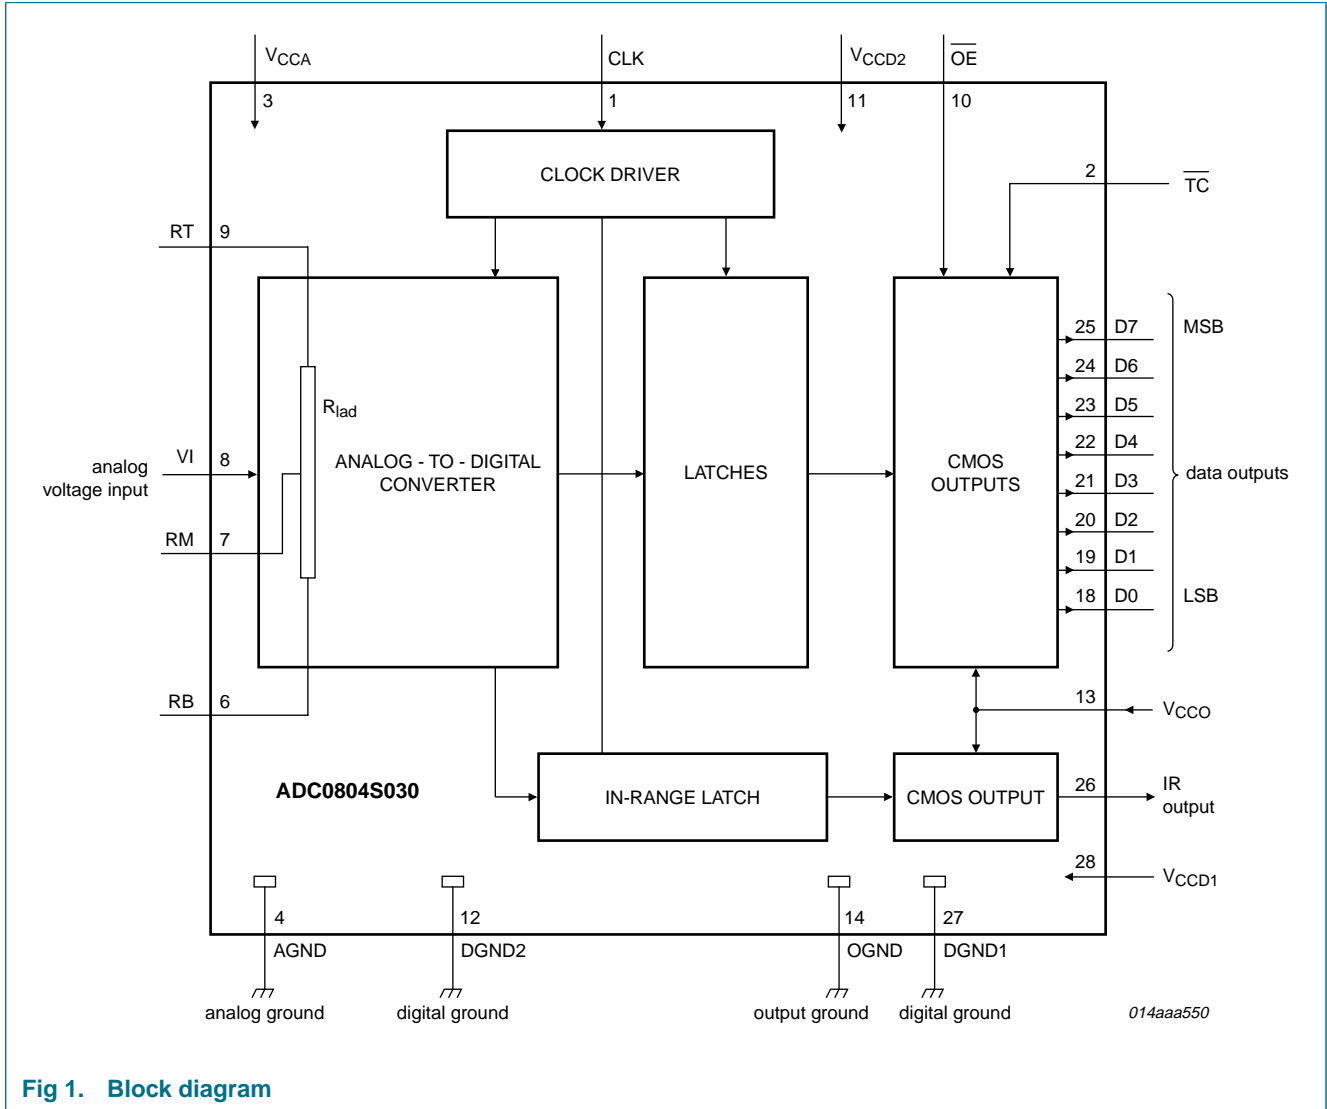 VCCA
CLK
VCCD2
OE
3
1
11
10
CLOCK DRIVER
2
TC
RT
9
25
D7
MSB
24
D6
Rlad
23
D5
VI
8
analog
voltage input
ANALOG - TO - DIGITAL
CONVERTER
LATCHES
CMOS
OUTPUTS
22
D4
21
D3
data outputs
20
D2
RM
7
19
D1
18
D0
LSB
RB
6
13
VCCO
ADC0804S030
IN-RANGE LATCH
CMOS OUTPUT
26
IR
output
28
VCCD1
4
12
14
27
AGND
DGND2
OGND
DGND1
analog ground
digital ground
output ground
digital ground
014aaa550
Fig 1. Block diagram